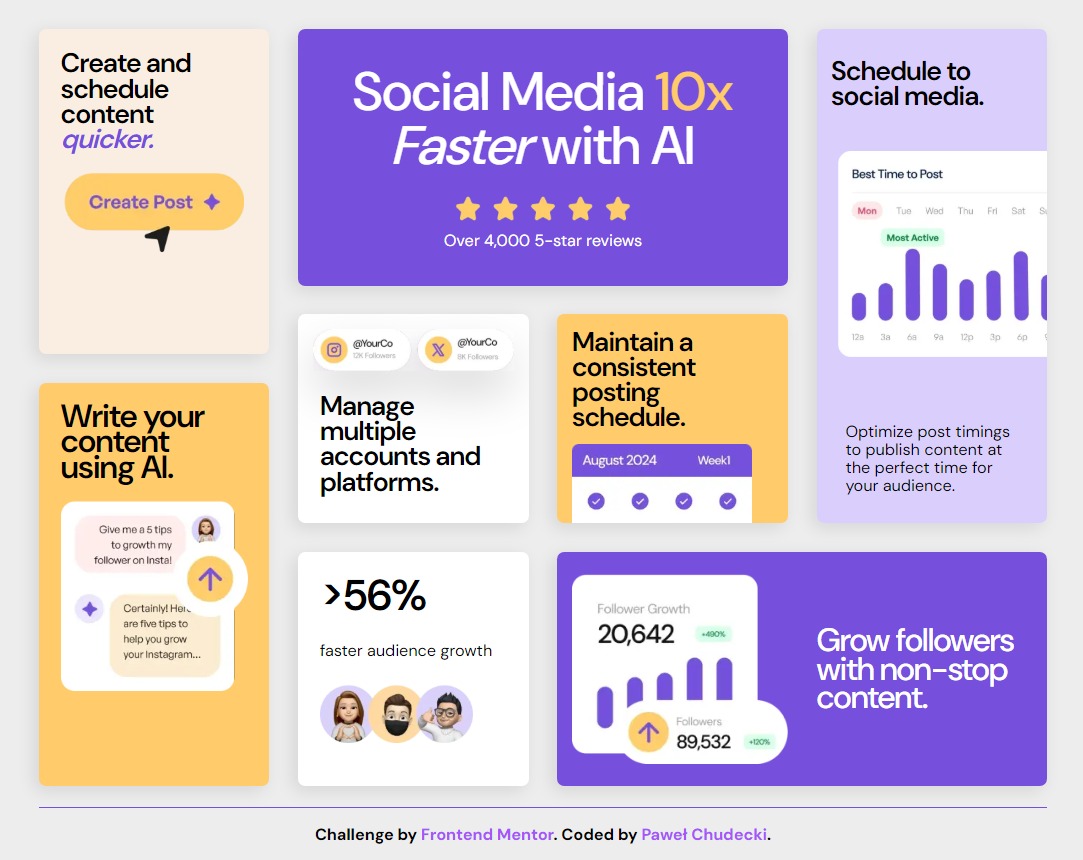 Create and
schedule
content
quicker.
Create Post
Social Media 10x
Faster with AI
Over 4,000 5-star reviews
Schedule to
social media.
Best Time to Post
Mon Tue Wed Thu Fri Sat
Most Active
12a 3a 6a 9a 12p 3p 6p
Optimize post timings
to publish content at
the perfect time for
your audience.
@YourCo
12K Followers
@YourCo
8K Followers
Manage
multiple
accounts and
platforms.
Maintain a
consistent
posting
schedule.
August 2024 Week1
Write your
content
using AI.
Give me a 5 tips
to growth my
follower on Insta!
Certainly! Here
are five tips to
help you grow
your Instagram...
>56%
faster audience growth
Follower Growth
20,642 +490%
Followers
89,532 +120%
Grow followers
with non-stop
content.
Challenge by Frontend Mentor. Coded by Paweł Chudecki.